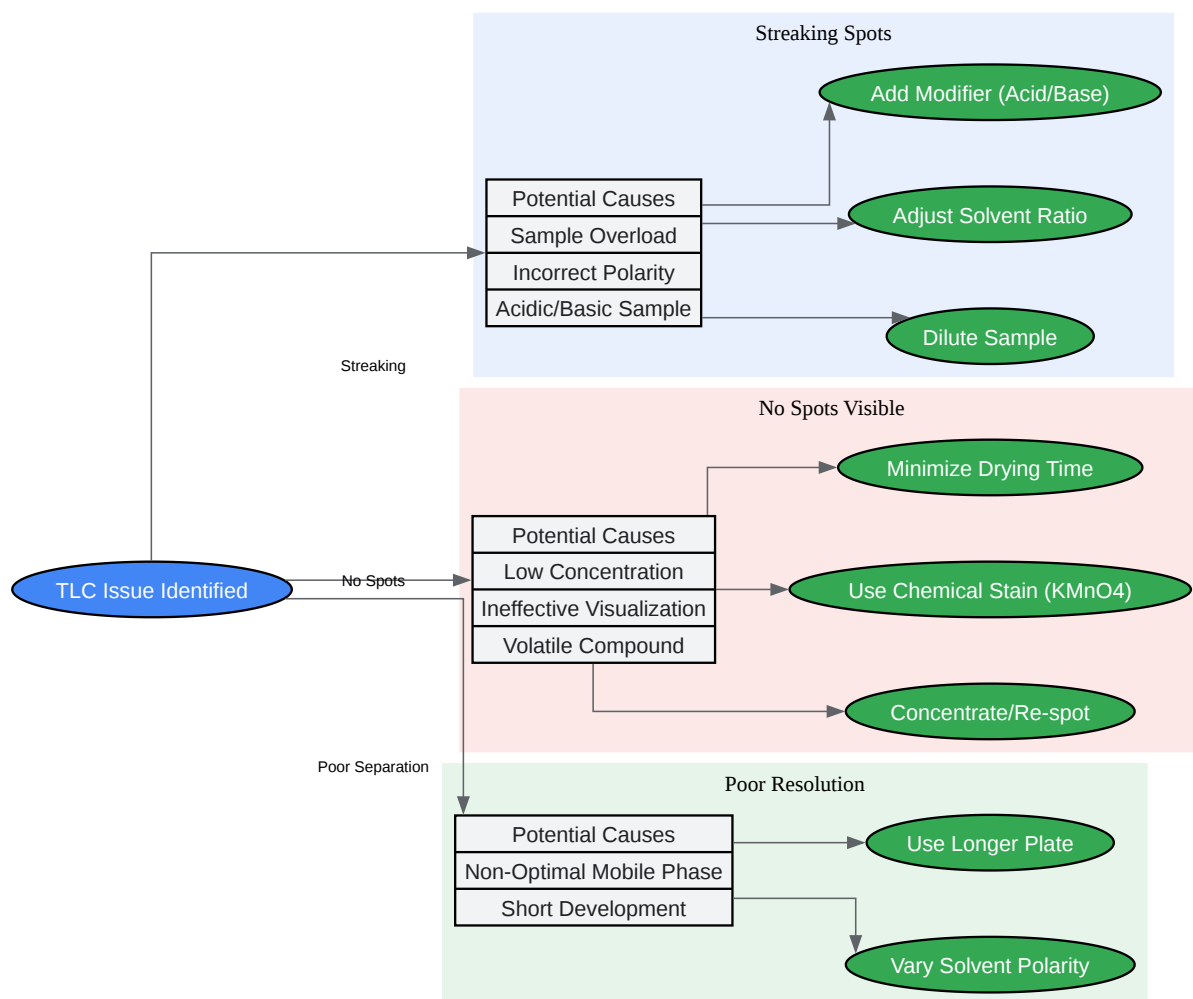 Streaking Spots
Add Modifier (Acid/Base)
Potential Causes
Sample Overload
Incorrect Polarity
Acidic/Basic Sample
Adjust Solvent Ratio
Dilute Sample
Streaking
No Spots Visible
Minimize Drying Time
Potential Causes
Low Concentration
Ineffective Visualization
Volatile Compound
Use Chemical Stain (KMnO4)
Concentrate/Re-spot
TLC Issue Identified
No Spots
Poor Separation
Poor Resolution
Potential Causes
Non-Optimal Mobile Phase
Short Development
Use Longer Plate
Vary Solvent Polarity